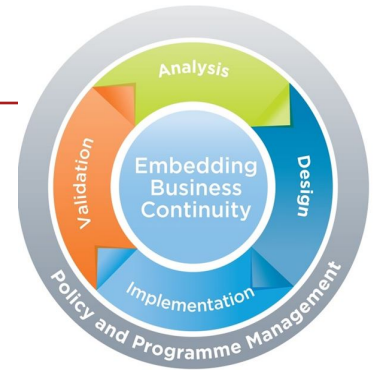 Analysis
Design
Implementation
Validation
Embedding
Business
Continuity
Policy and Programme Management